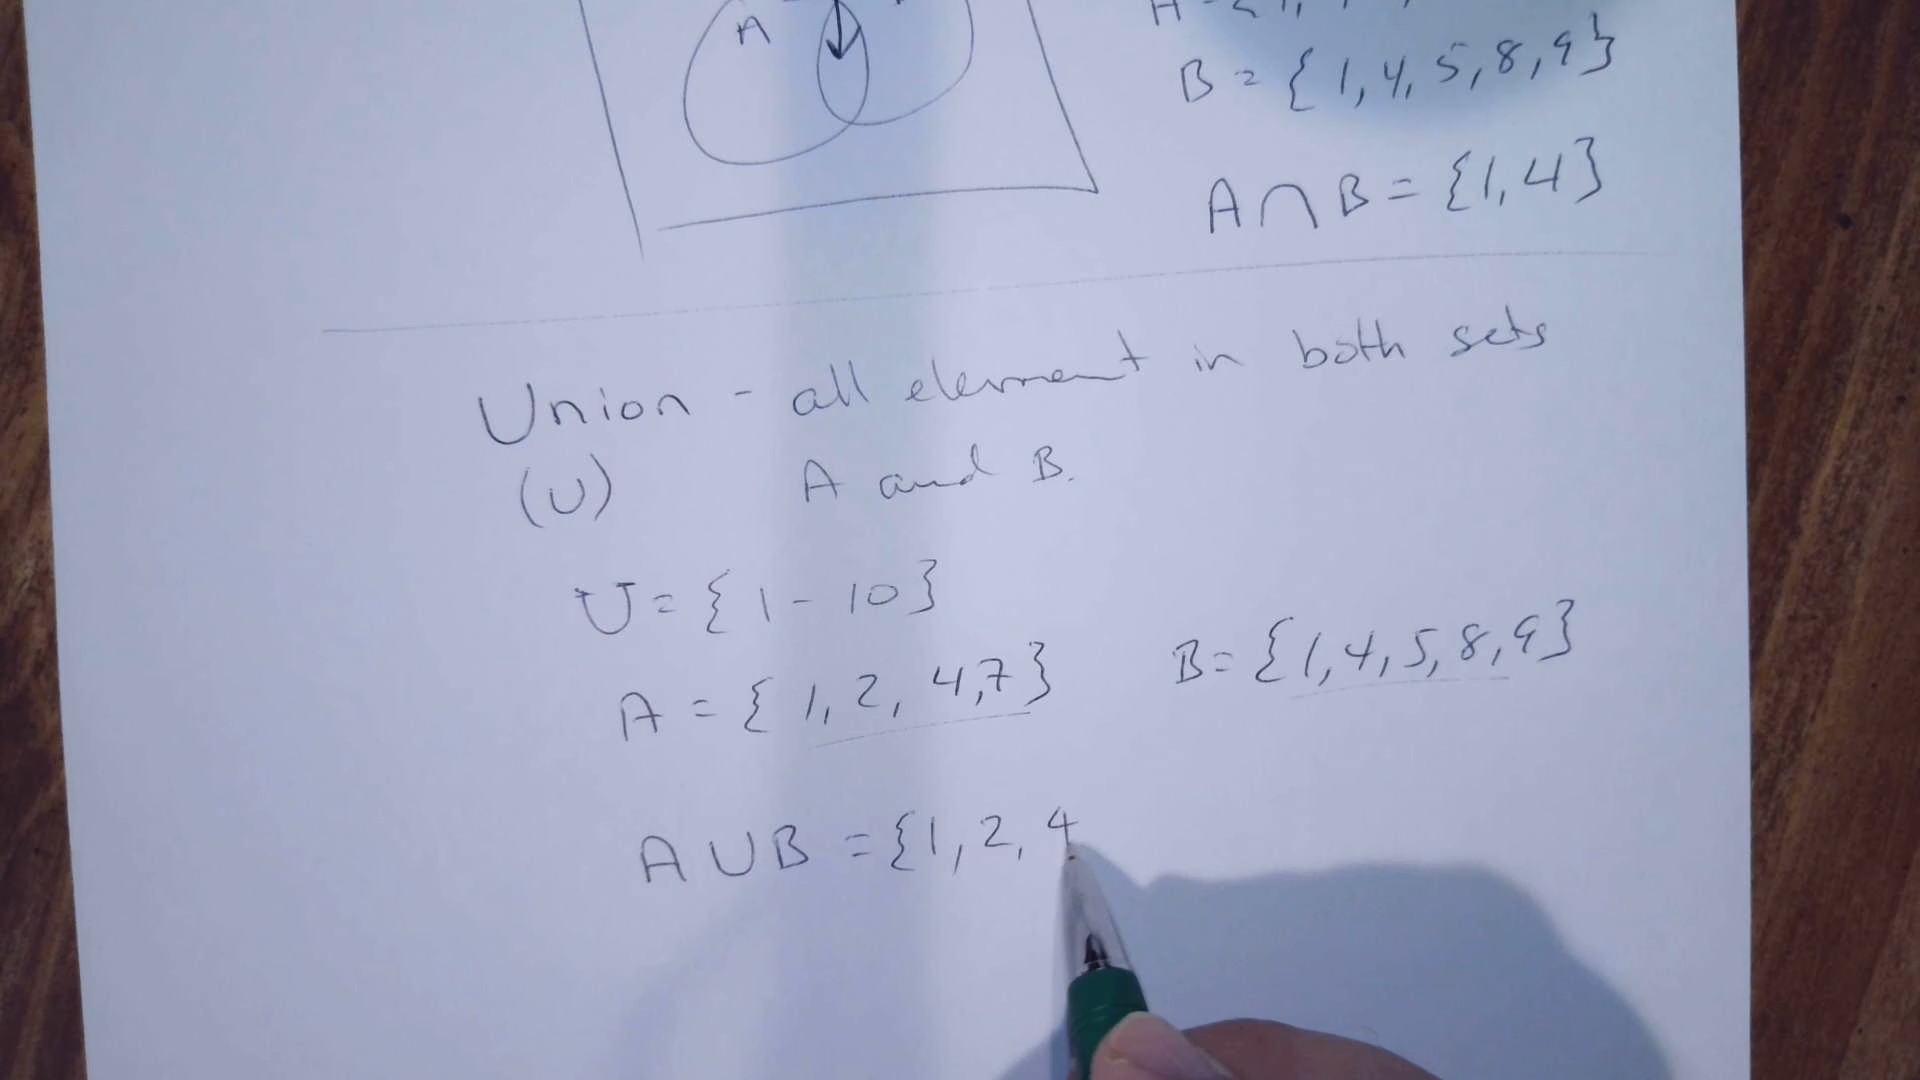 A
B = {1, 4, 5, 8, 9}
A ∩ B = {1, 4}
Union - all element in both sets
(U) A and B.
U = {1 - 10}
A = {1, 2, 4, 7} B = {1, 4, 5, 8, 9}
A ∪ B = {1, 2, 4